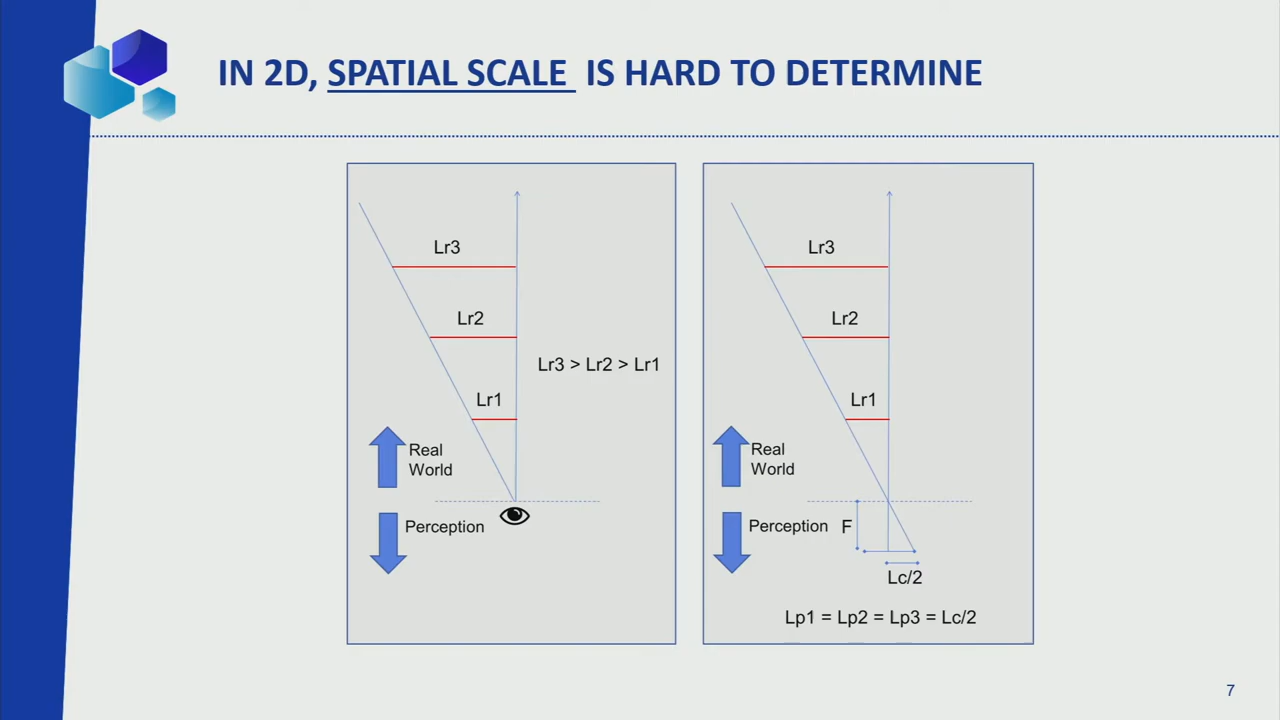 IN 2D, SPATIAL SCALE IS HARD TO DETERMINE
Lr3
Lr2
Lr3 > Lr2 > Lr1
Lr1
Real
World
Perception
Lr3
Lr2
Lr1
Real
World
Perception
F
Lc/2
Lp1 = Lp2 = Lp3 = Lc/2
7